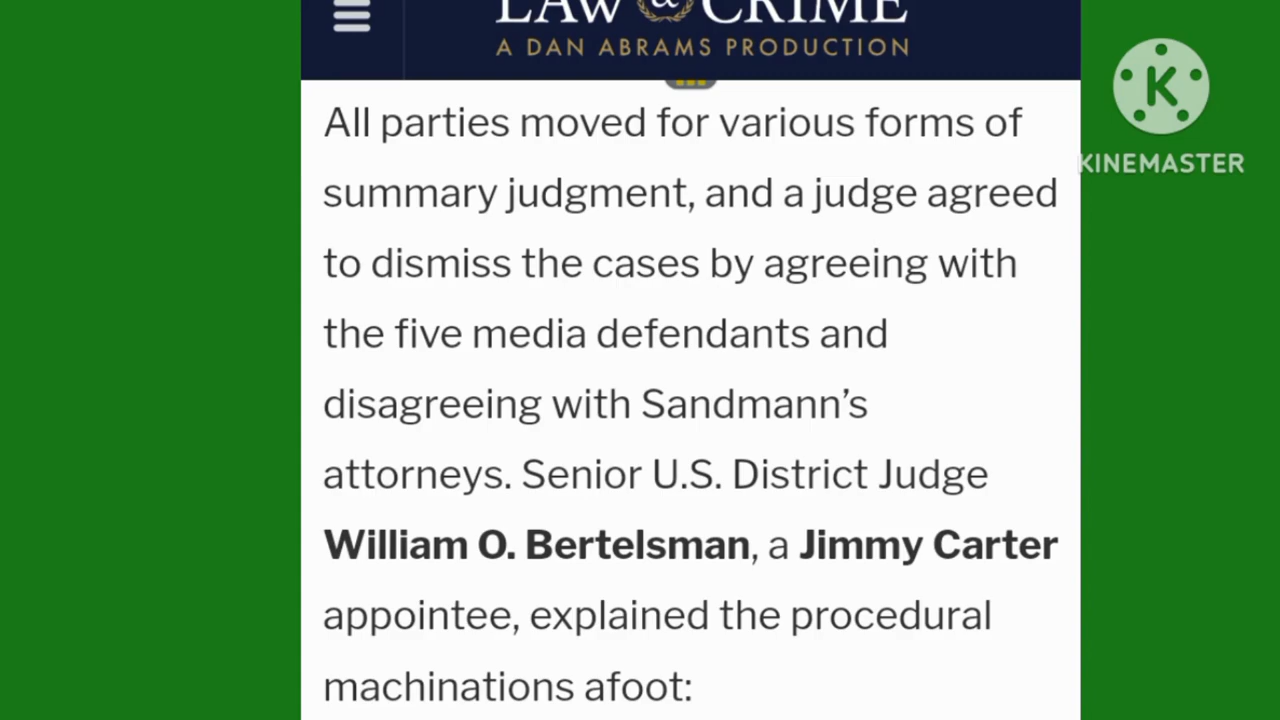 LAW & CRIME
A DAN ABRAMS PRODUCTION
K
KINEMASTER
All parties moved for various forms of
summary judgment, and a judge agreed
to dismiss the cases by agreeing with
the five media defendants and
disagreeing with Sandmann’s
attorneys. Senior U.S. District Judge
William O. Bertelsman, a Jimmy Carter
appointee, explained the procedural
machinations afoot: